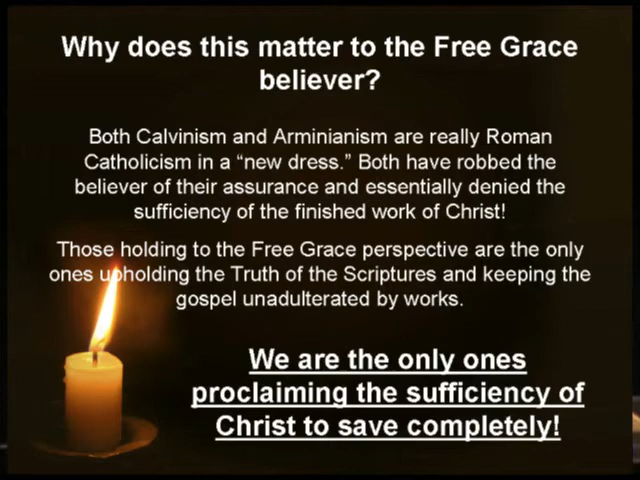 Why does this matter to the Free Grace
believer?
Both Calvinism and Arminianism are really Roman
Catholicism in a “new dress.” Both have robbed the
believer of their assurance and essentially denied the
sufficiency of the finished work of Christ!
Those holding to the Free Grace perspective are the only
ones upholding the Truth of the Scriptures and keeping the
gospel unadulterated by works.
We are the only ones
proclaiming the sufficiency of
Christ to save completely!